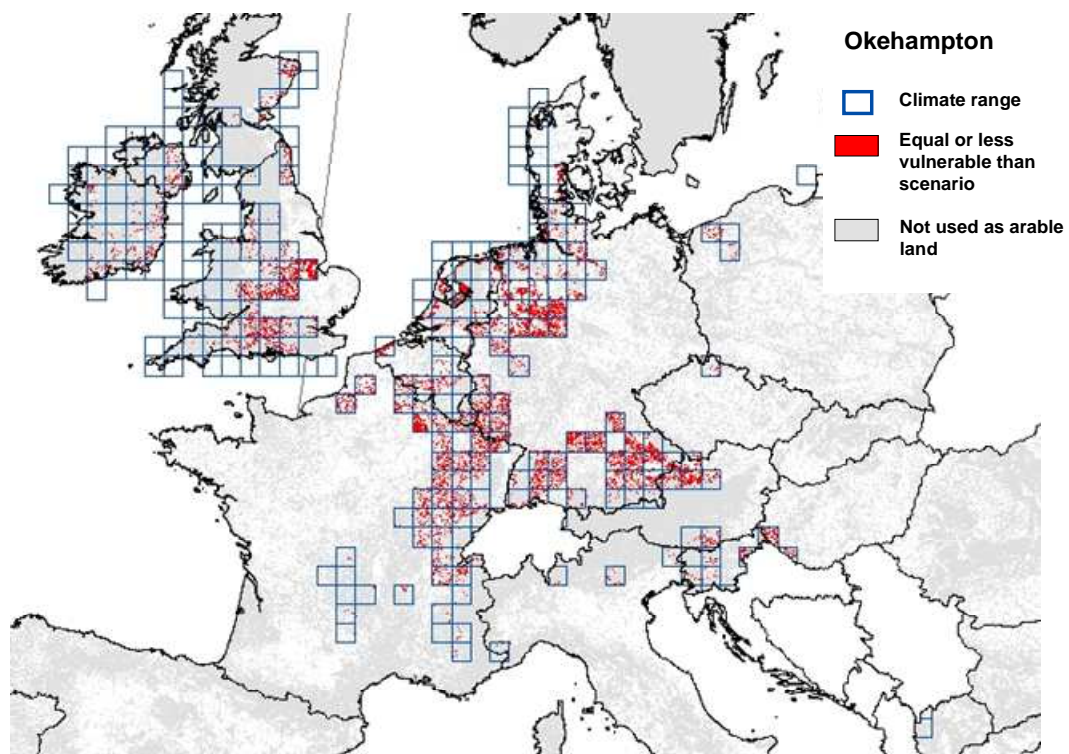 Okehampton
Climate range
Equal or less
vulnerable than
scenario
Not used as arable
land